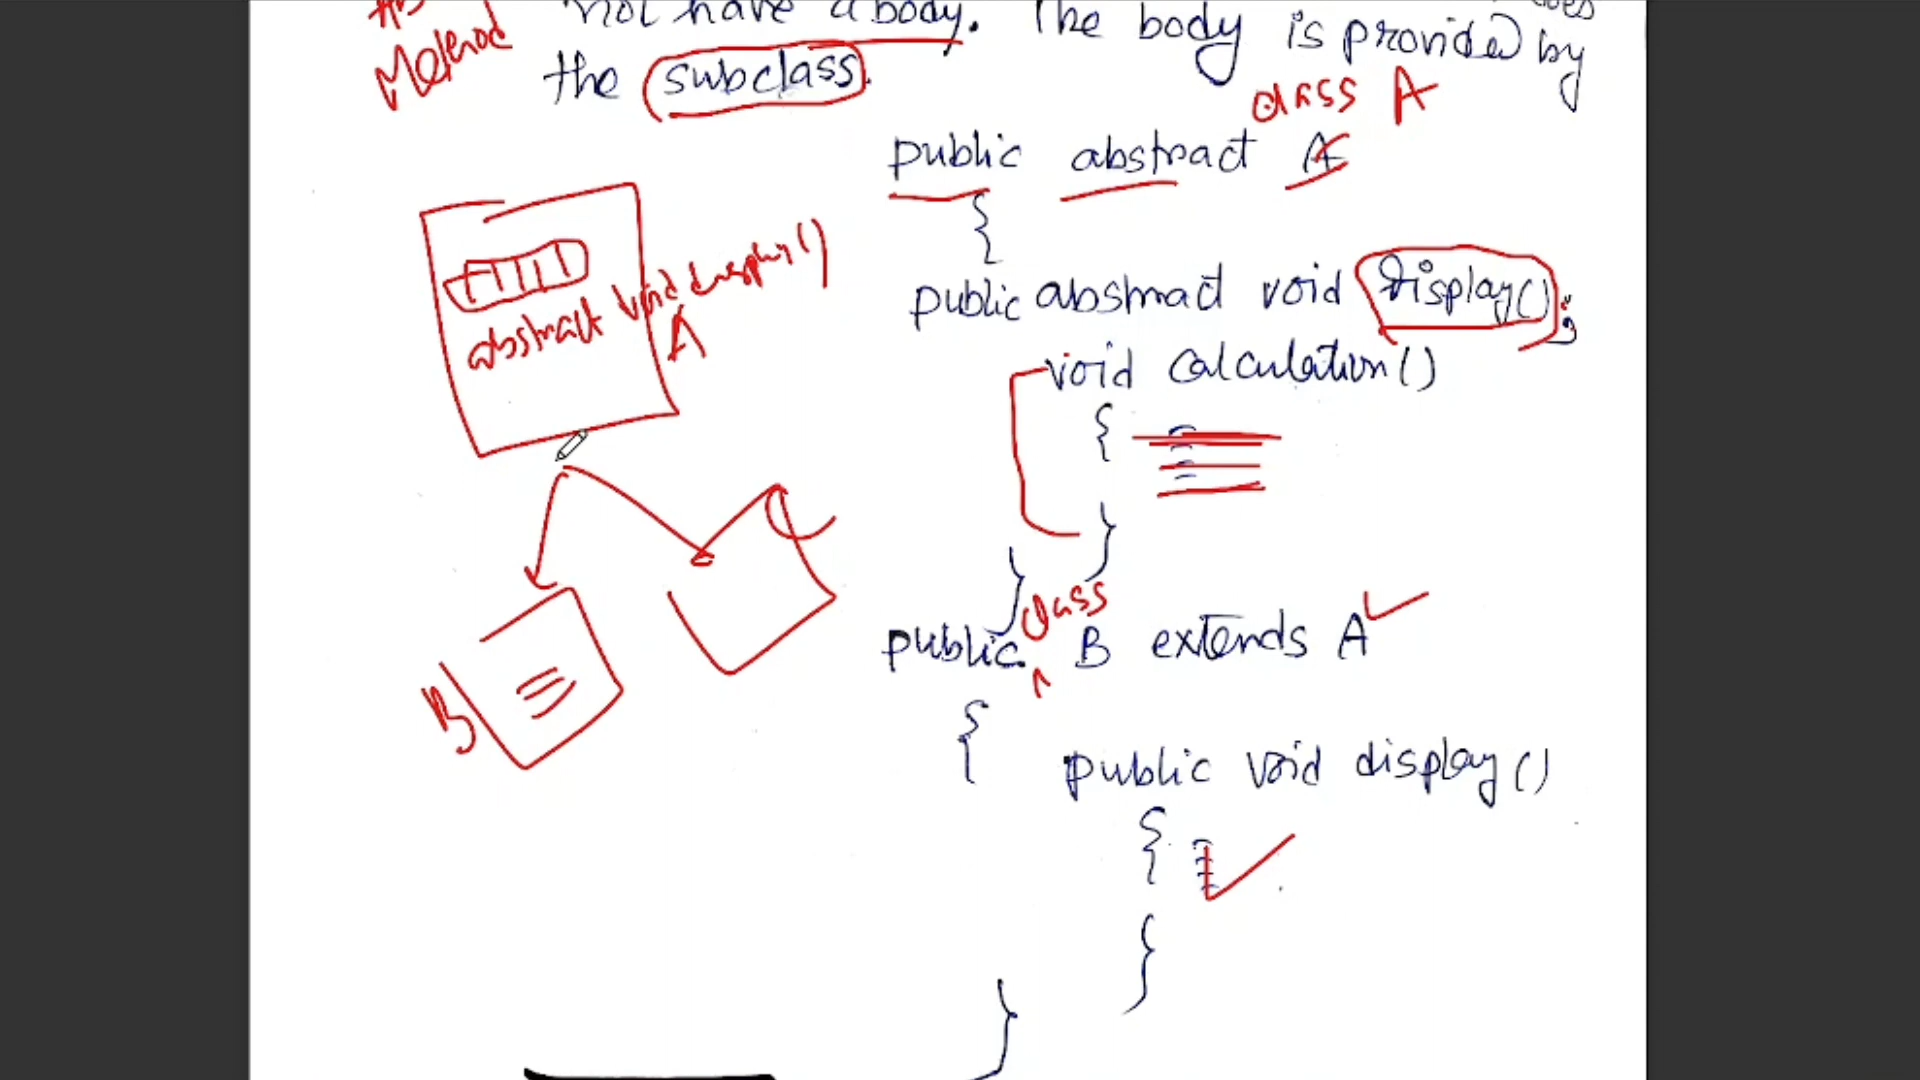 Method
not have a body. The body is provided by
the subclass.
class A
public abstract
{
public abstract void display();
void calculation()
{
}
}
class
public B extends A
{
public void display()
{
}
}
abstract void display()
A
B